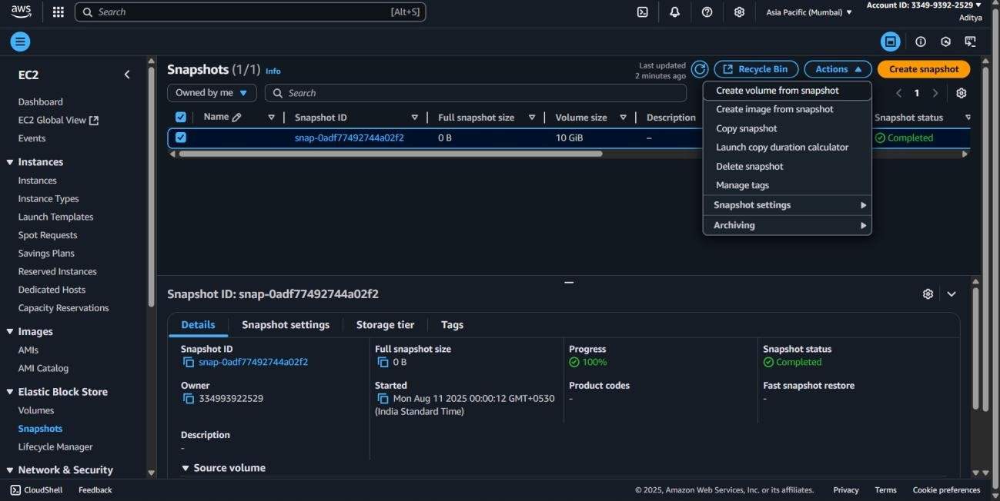 aws
Search [Alt+S]
Asia Pacific (Mumbai)
Account ID: 3349-9392-2529
Aditya
EC2
Dashboard
EC2 Global View
Events
Instances
Instances
Instance Types
Launch Templates
Spot Requests
Savings Plans
Reserved Instances
Dedicated Hosts
Capacity Reservations
Images
AMIs
AMI Catalog
Elastic Block Store
Volumes
Snapshots
Lifecycle Manager
Network & Security
Snapshots (1/1) Info
Last updated
2 minutes ago
Recycle Bin
Actions
Create snapshot
Owned by me
Search
1
Name Snapshot ID Full snapshot size Volume size Description Snapshot status
snap-0adf77492744a02f2 0 B 10 GiB – Completed
Create volume from snapshot
Create image from snapshot
Copy snapshot
Launch copy duration calculator
Delete snapshot
Manage tags
Snapshot settings
Archiving
Snapshot ID: snap-0adf77492744a02f2
Details Snapshot settings Storage tier Tags
Snapshot ID
snap-0adf77492744a02f2
Full snapshot size
0 B
Progress
100%
Snapshot status
Completed
Owner
334993922529
Started
Mon Aug 11 2025 00:00:12 GMT+0530
(India Standard Time)
Product codes
-
Fast snapshot restore
-
Description
-
Source volume
CloudShell Feedback
© 2025, Amazon Web Services, Inc. or its affiliates. Privacy Terms Cookie preferences